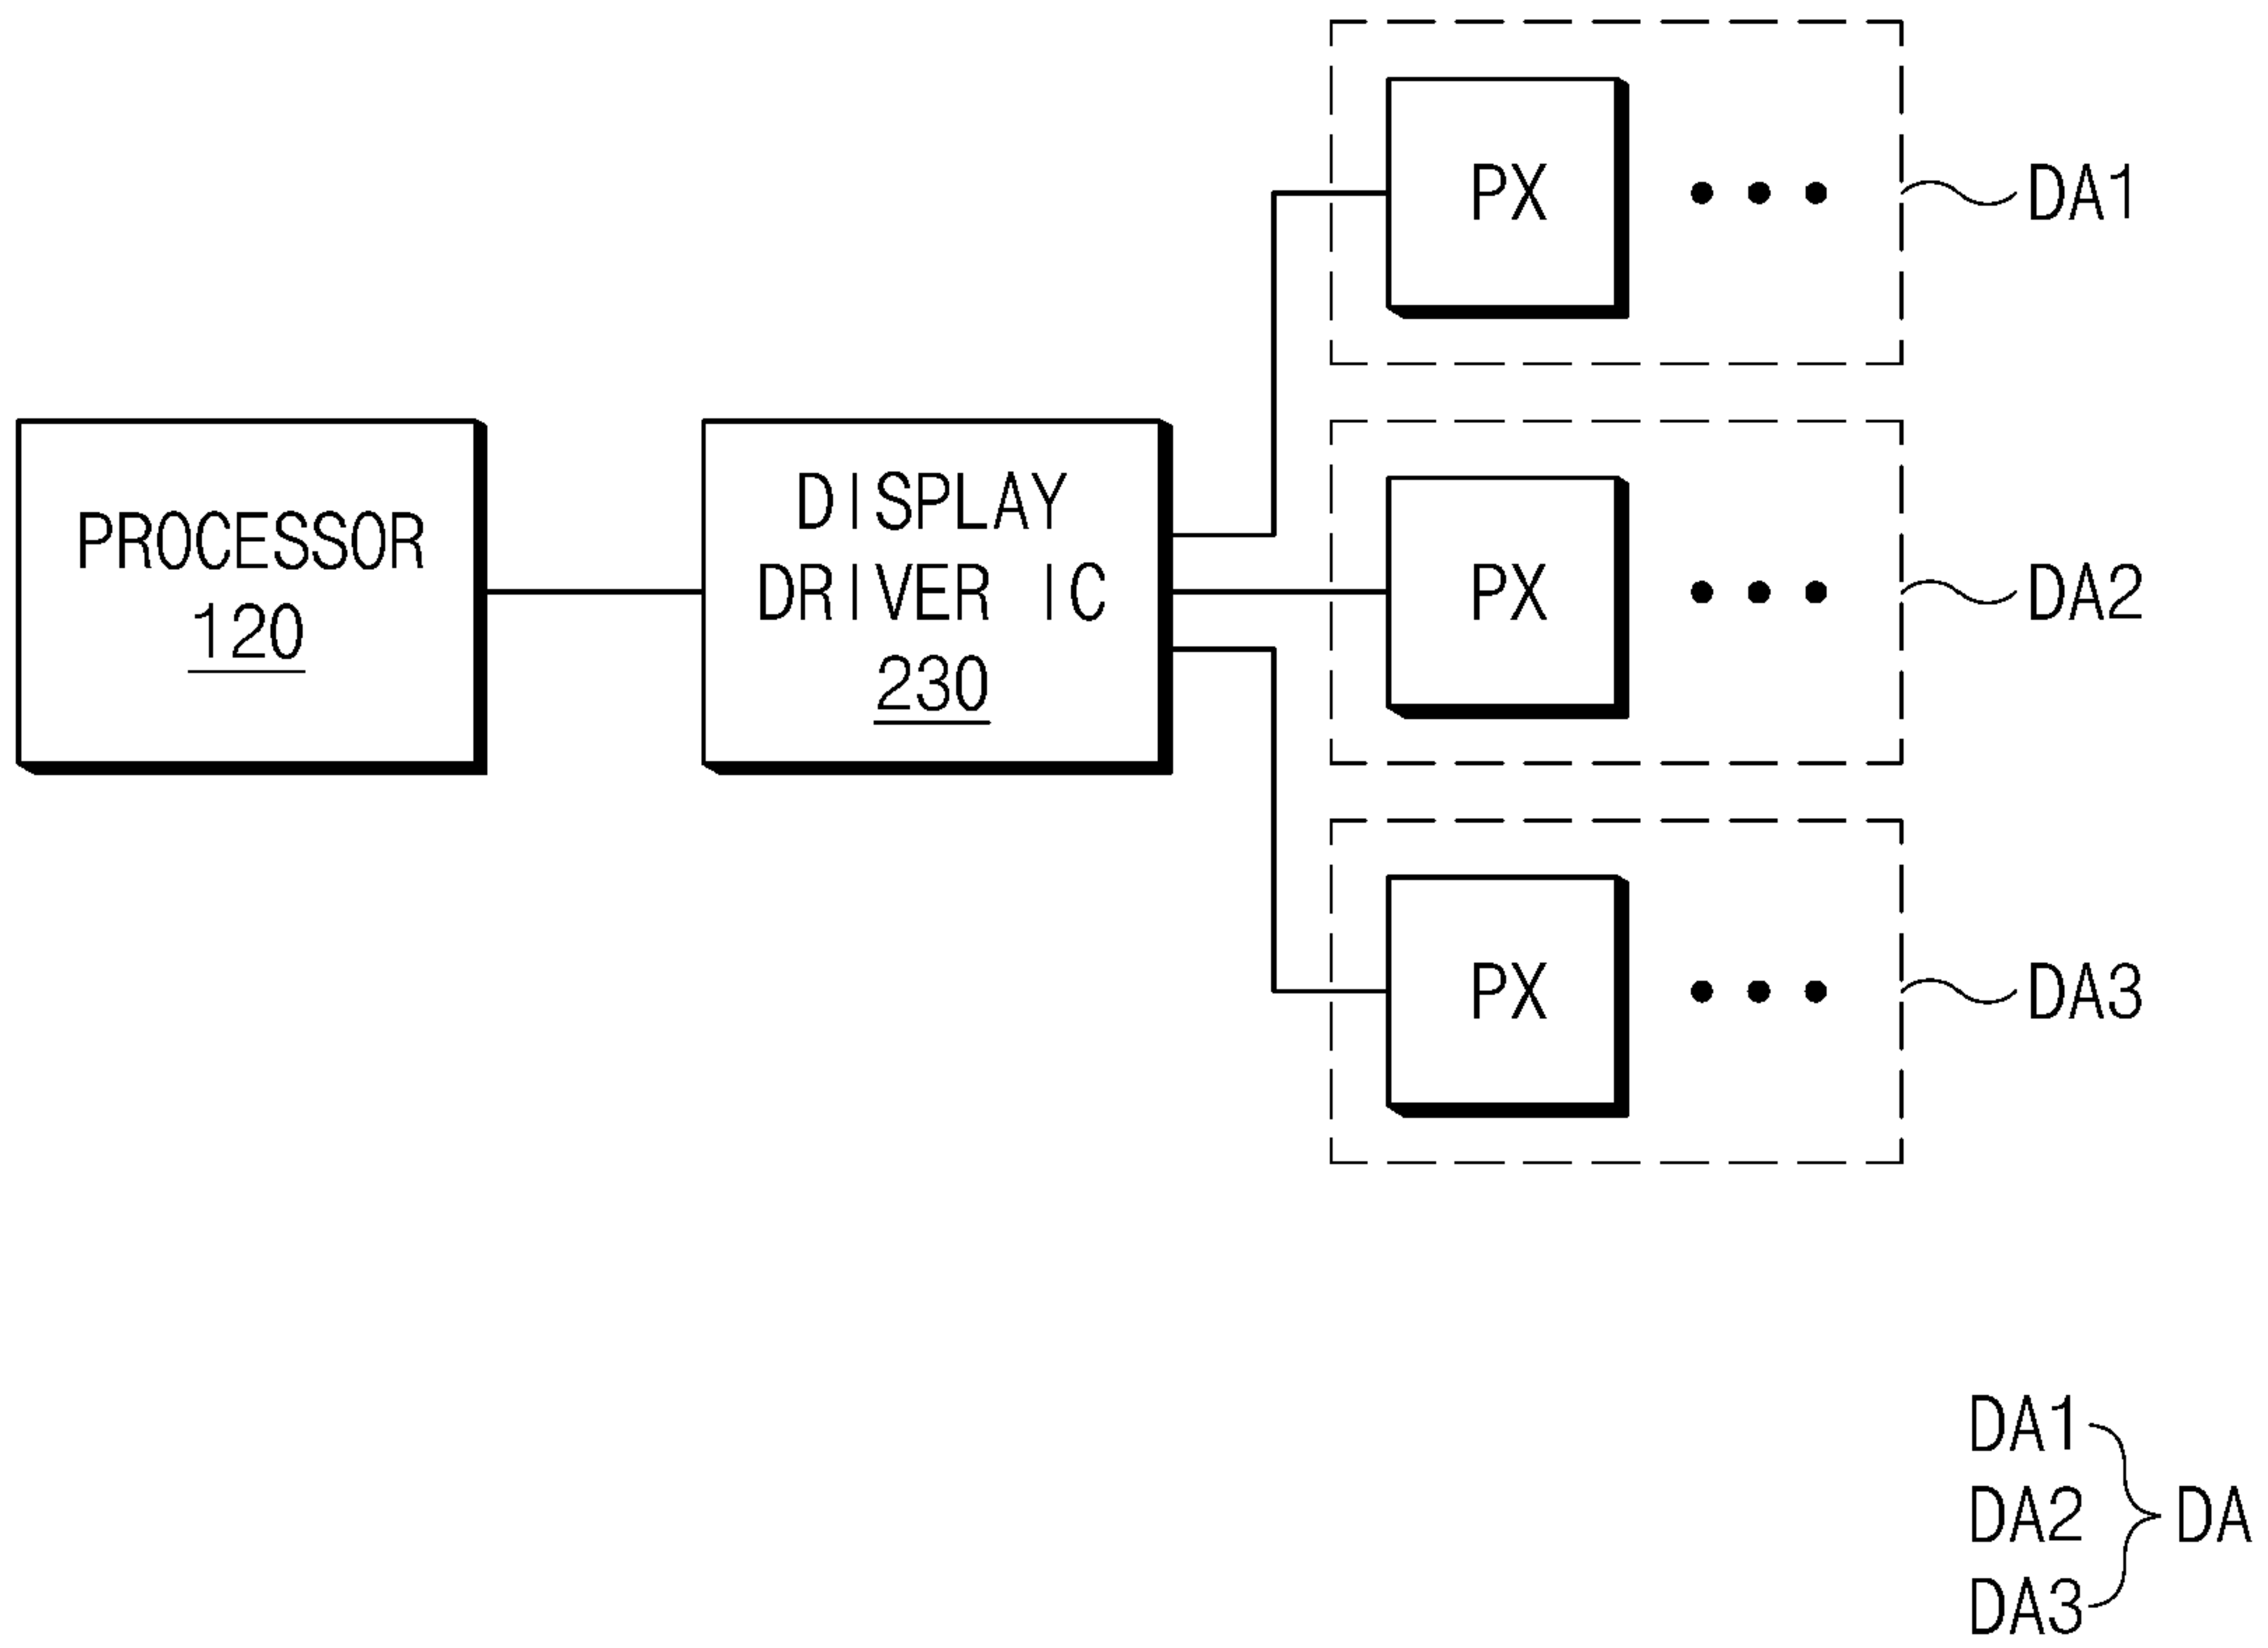 PX
DA1
PROCESSOR
120
DISPLAY
DRIVER IC
230
PX
DA2
PX
DA3
DA1
DA2
DA3
DA